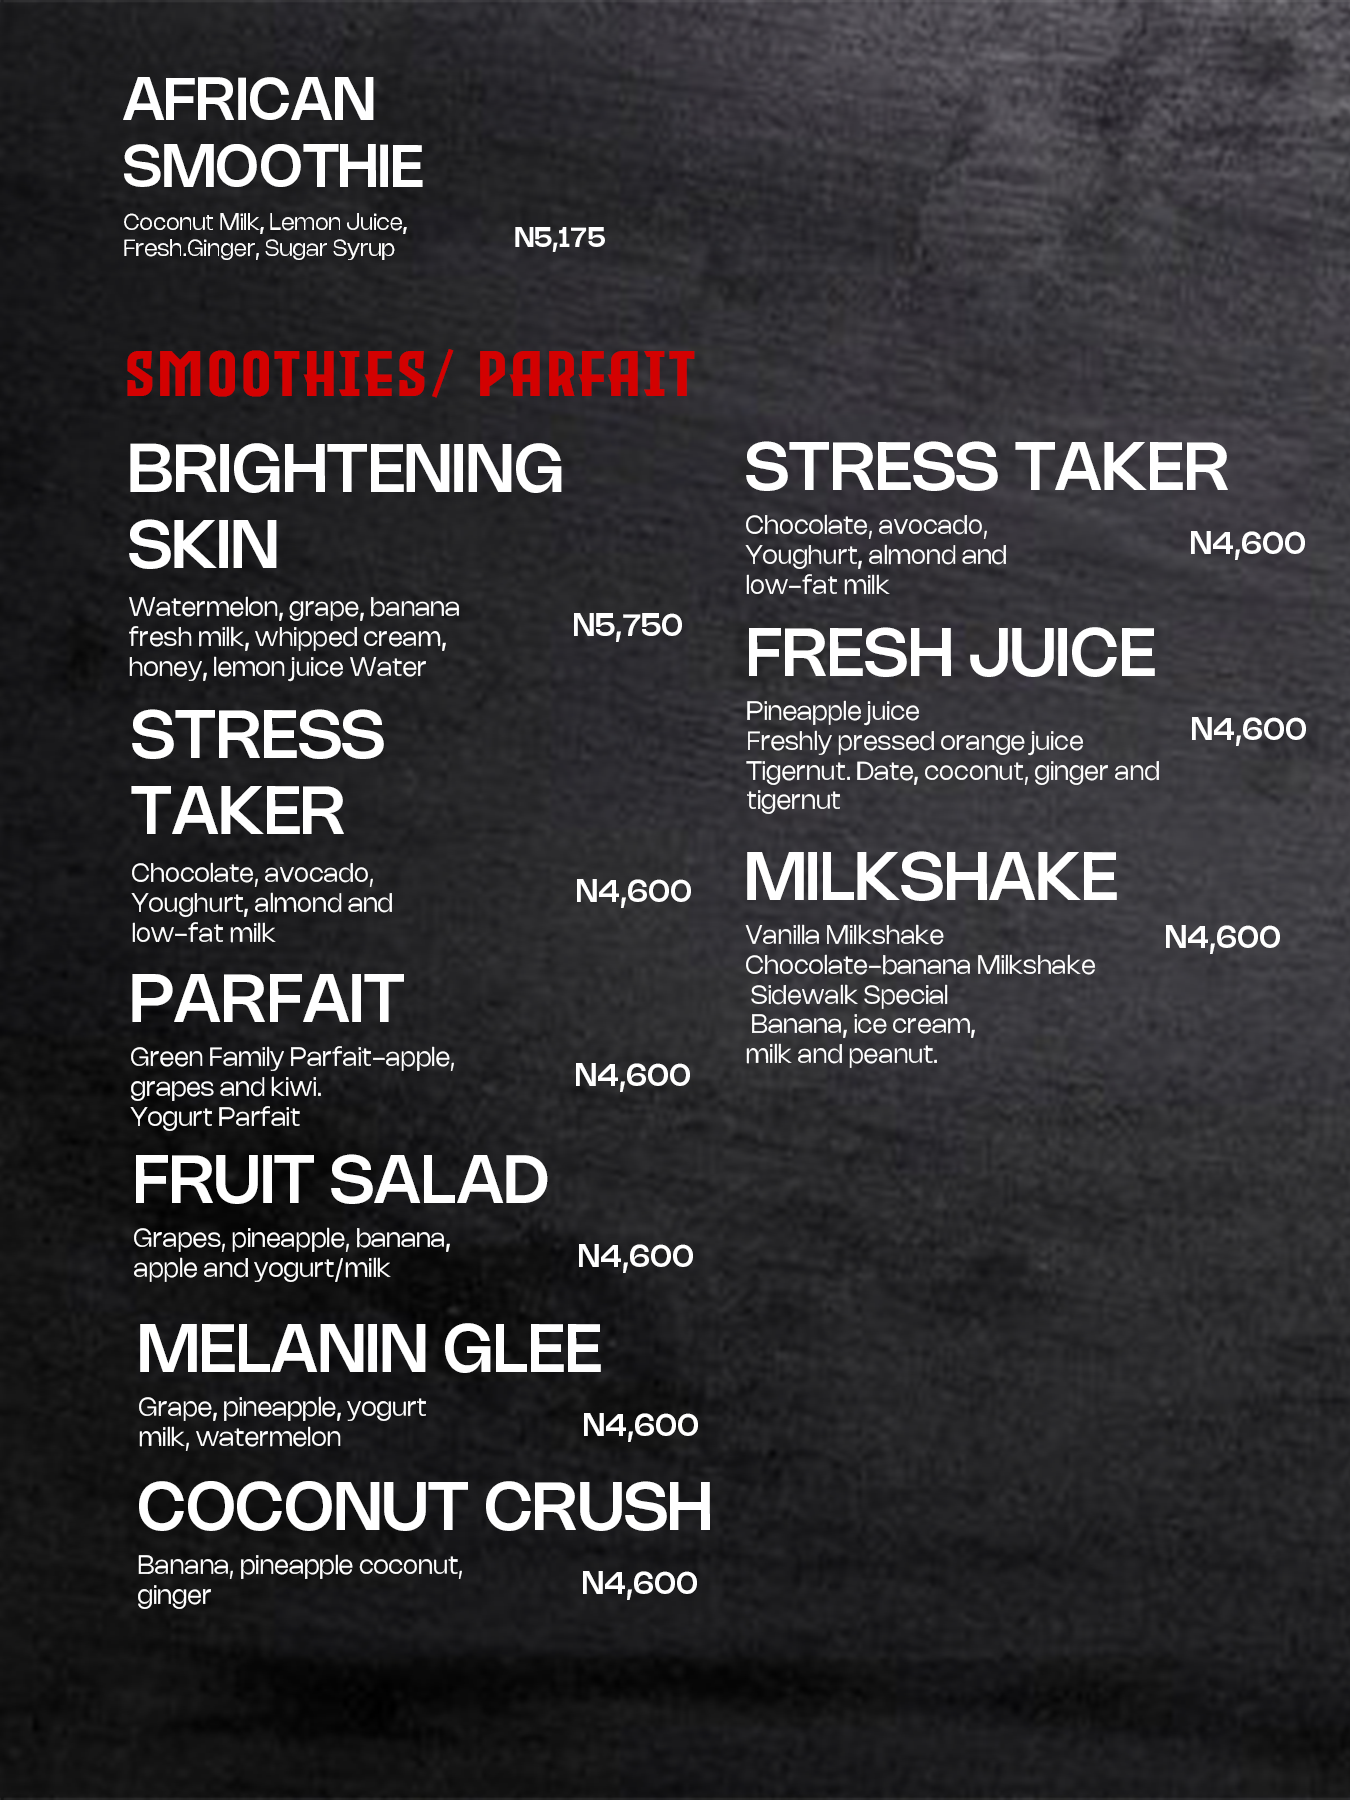 AFRICAN
SMOOTHIE
Coconut Milk, Lemon Juice,
Fresh.Ginger, Sugar Syrup
N5,175
SMOOTHIES/ PARFAIT
BRIGHTENING
SKIN
Watermelon, grape, banana
fresh milk, whipped cream,
honey, lemon juice Water
N5,750
STRESS
TAKER
Chocolate, avocado,
Youghurt, almond and
low-fat milk
N4,600
PARFAIT
Green Family Parfait-apple,
grapes and kiwi.
Yogurt Parfait
N4,600
FRUIT SALAD
Grapes, pineapple, banana,
apple and yogurt/milk
N4,600
MELANIN GLEE
Grape, pineapple, yogurt
milk, watermelon
N4,600
COCONUT CRUSH
Banana, pineapple coconut,
ginger
N4,600
STRESS TAKER
Chocolate, avocado,
Youghurt, almond and
low-fat milk
N4,600
FRESH JUICE
Pineapple juice
Freshly pressed orange juice
Tigernut. Date, coconut, ginger and
tigernut
N4,600
MILKSHAKE
Vanilla Milkshake
Chocolate-banana Milkshake
Sidewalk Special
Banana, ice cream,
milk and peanut.
N4,600